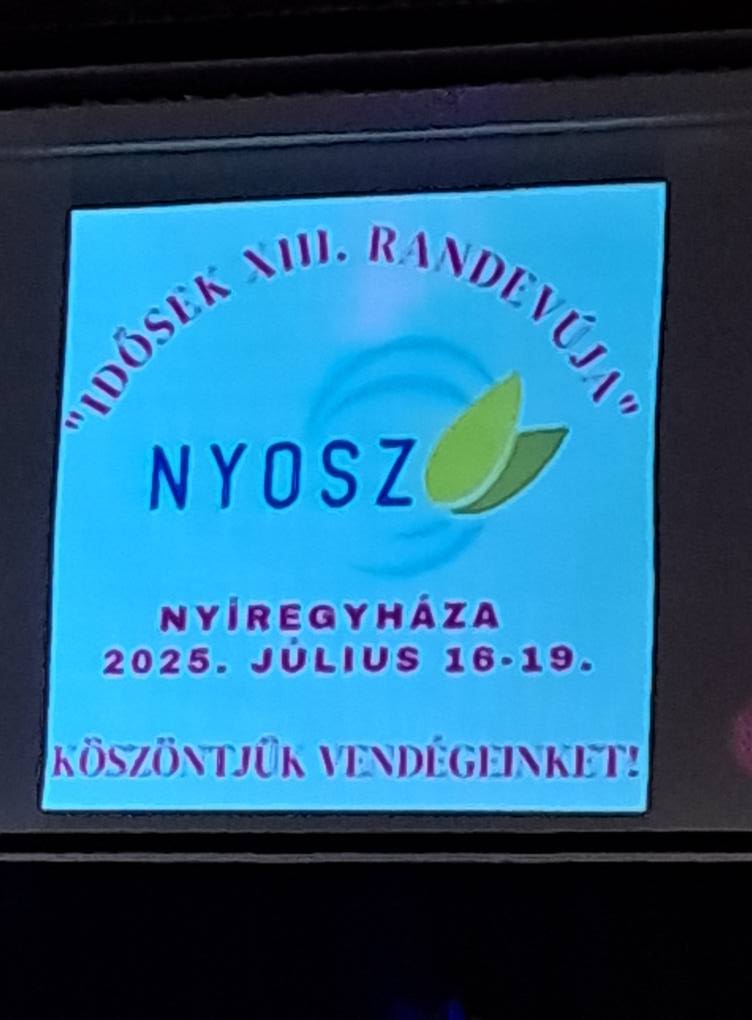 "IDŐSEK XIII. RANDEVÚJA"
NYOSZ
NYÍREGYHÁZA
2025. JÚLIUS 16-19.
KÖSZÖNTJÜK VENDÉGEINKET!